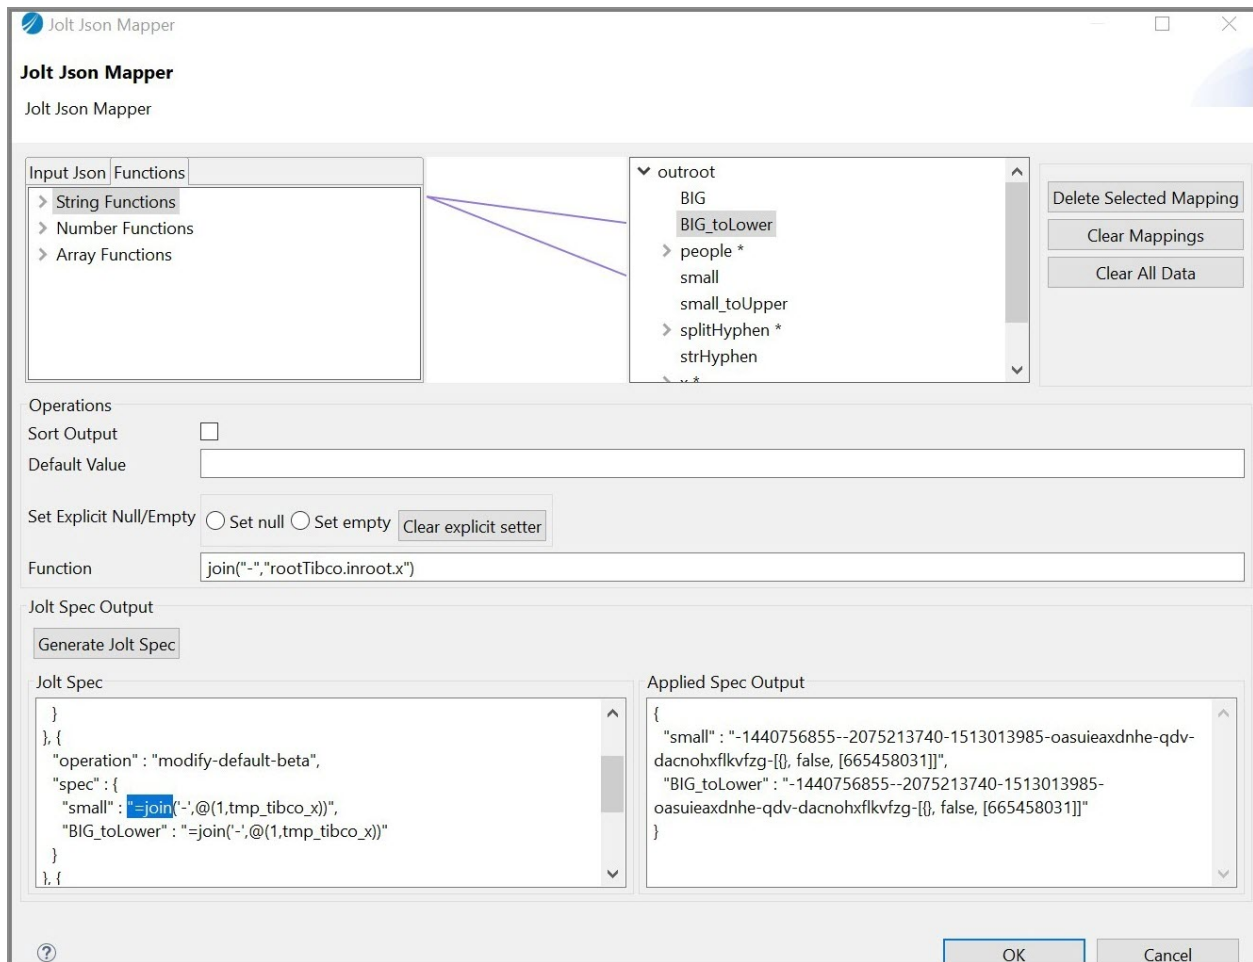 Jolt Json Mapper
Jolt Json Mapper
Jolt Json Mapper
Input Json Functions
String Functions
Number Functions
Array Functions
outroot
BIG
BIG_toLower
people *
small
small_toUpper
splitHyphen *
strHyphen
x *
Delete Selected Mapping
Clear Mappings
Clear All Data
Operations
Sort Output
Default Value
Set Explicit Null/Empty Set null Set empty Clear explicit setter
Function join("-","rootTibco.inroot.x")
Jolt Spec Output
Generate Jolt Spec
Jolt Spec
}
}, {
"operation" : "modify-default-beta",
"spec" : {
"small" : "=join('-',@(1,tmp_tibco_x))",
"BIG_toLower" : "=join('-',@(1,tmp_tibco_x))"
}
}, {
Applied Spec Output
{
"small" : "-1440756855--2075213740-1513013985-oasuieaxdnhe-qdv-
dacnohxflkvfzg-[{}, false, [665458031]]",
"BIG_toLower" : "-1440756855--2075213740-1513013985-
oasuieaxdnhe-qdv-dacnohxflkvfzg-[{}, false, [665458031]]"
}
?
OK Cancel